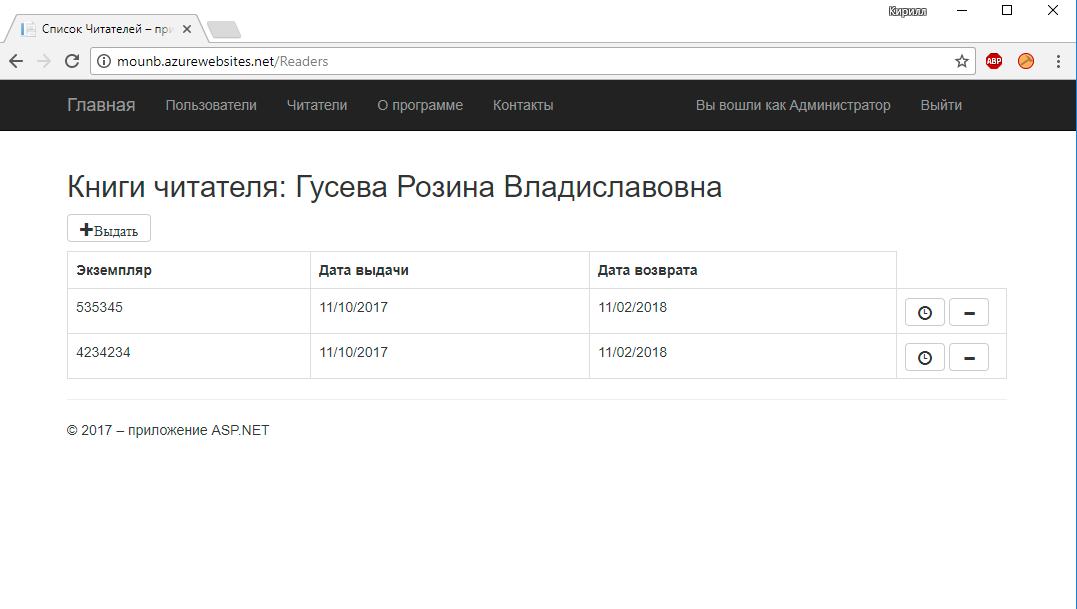 Кирилл
Список Читателей – при
mounb.azurewebsites.net/Readers
ABP
Главная Пользователи Читатели О программе Контакты Вы вошли как Администратор Выйти
Книги читателя: Гусева Розина Владиславовна
Выдать
Экземпляр Дата выдачи Дата возврата
535345 11/10/2017 11/02/2018
4234234 11/10/2017 11/02/2018
© 2017 – приложение ASP.NET